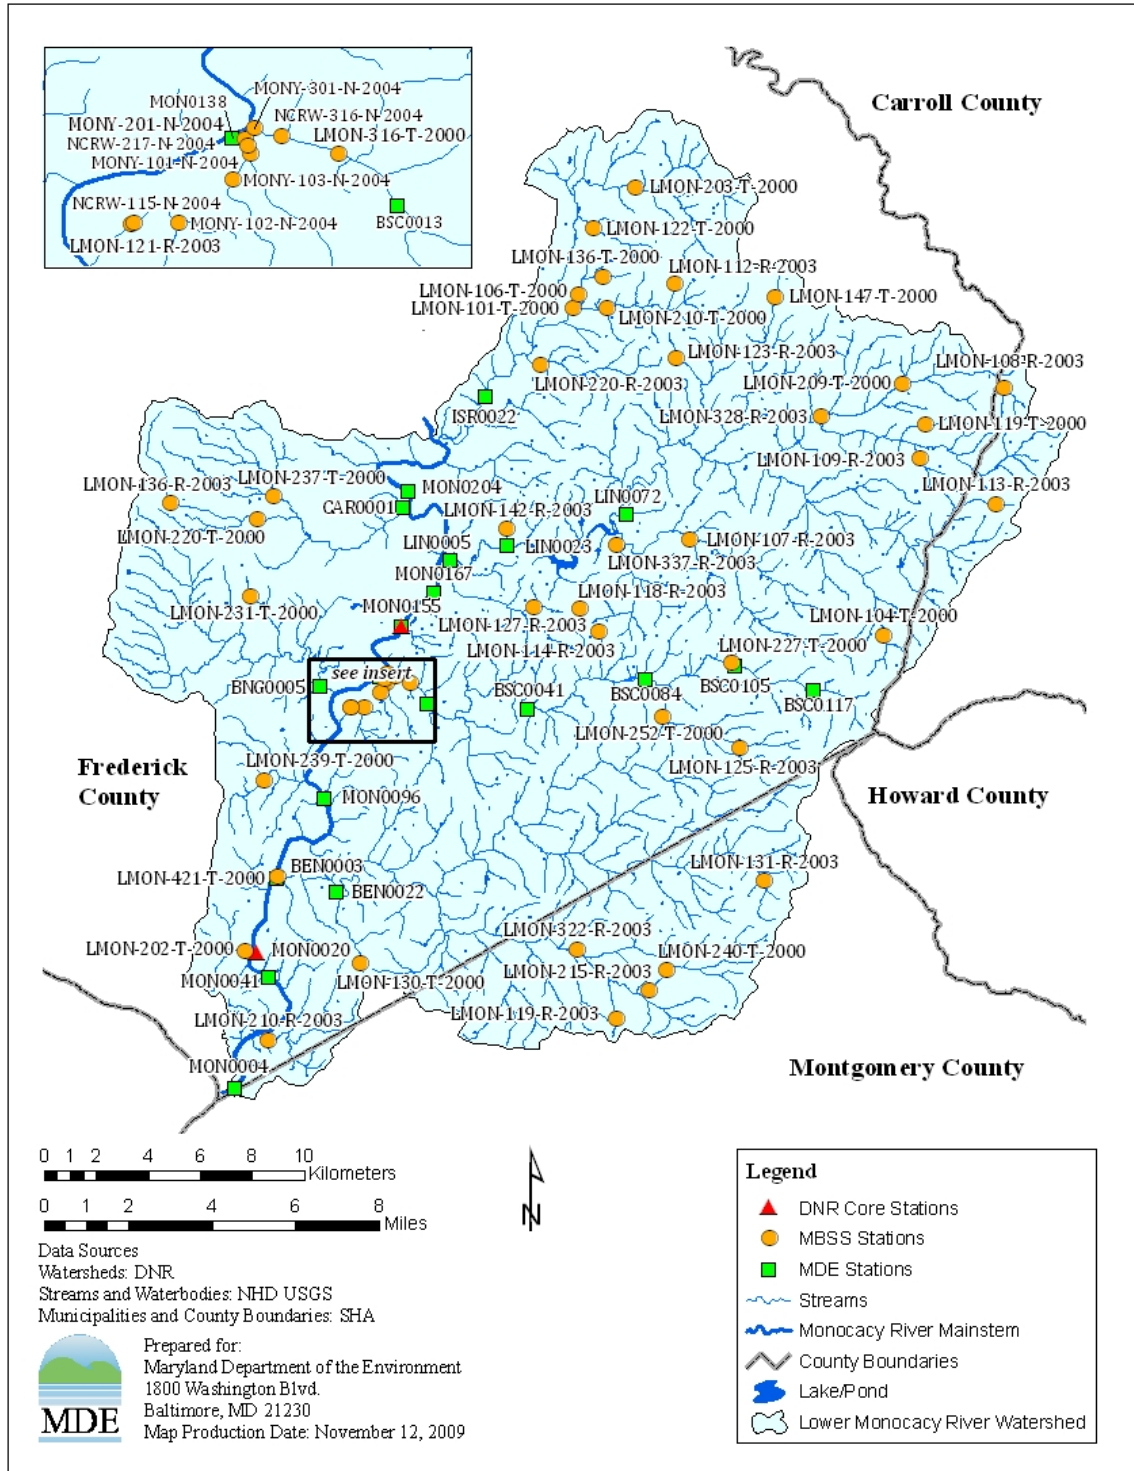 MONY-301-N-2004
MON0138
NCRW-316-N-2004
MONY-201-N-2004
LMON-316-T-2000
NCRW-217-N-2004
MONY-101-N-2004
MONY-103-N-2004
NCRW-115-N-2004
MONY-102-N-2004
BSC0013
LMON-121-R-2003
Carroll County
LMON-203-T-2000
LMON-122-T-2000
LMON-136-T-2000
LMON-112-R-2003
LMON-106-T-2000
LMON-147-T-2000
LMON-101-T-2000
LMON-210-T-2000
LMON-123-R-2003
LMON-108-R-2003
LMON-220-R-2003
LMON-209-T-2000
ISR0022
LMON-328-R-2003
LMON-119-T-2000
LMON-109-R-2003
LMON-136-R-2003
LMON-237-T-2000
MON0204
LMON-113-R-2003
CAR0001
LMON-142-R-2003
LIN0072
LMON-220-T-2000
LIN0005
LIN0023
LMON-107-R-2003
LMON-337-R-2003
MON0167
LMON-118-R-2003
LMON-231-T-2000
MON0155
LMON-127-R-2003
LMON-104-T-2000
LMON-114-R-2003
LMON-227-T-2000
see insert
BNG0005
BSC0041
BSC0084
BSC0105
BSC0117
LMON-252-T-2000
LMON-239-T-2000
LMON-125-R-2003
Frederick
County
MON0096
Howard County
LMON-131-R-2003
BEN0003
LMON-421-T-2000
BEN0022
LMON-322-R-2003
LMON-202-T-2000
MON0020
LMON-240-T-2000
LMON-215-R-2003
MON0041
LMON-130-T-2000
LMON-210-R-2003
LMON-119-R-2003
MON0004
Montgomery County
0 1 2 4 6 8 10
Kilometers
0 1 2 4 6 8
Miles
N
Data Sources
Watersheds: DNR
Streams and Waterbodies: NHD USGS
Municipalities and County Boundaries: SHA
MDE
Prepared for:
Maryland Department of the Environment
1800 Washington Blvd.
Baltimore, MD 21230
Map Production Date: November 12, 2009
Legend
DNR Core Stations
MBSS Stations
MDE Stations
Streams
Monocacy River Mainstem
County Boundaries
Lake/Pond
Lower Monocacy River Watershed